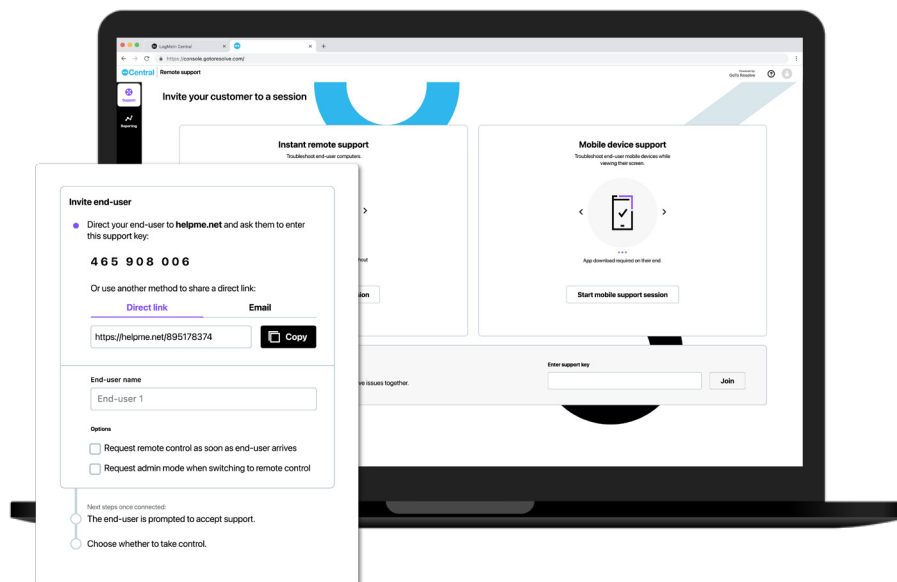 LogMeIn Central
https://console.gotoresolve.com/
Central Remote support
Powered by
GoTo Resolve
Support
Reporting
Invite your customer to a session
Instant remote support
Troubleshoot end-user computers.
Mobile device support
Troubleshoot end-user mobile devices while
viewing their screen.
App download required on their end.
Start mobile support session
ve issues together.
Enter support key
Join
Invite end-user
Direct your end-user to helpme.net and ask them to enter
this support key:
465 908 006
Or use another method to share a direct link:
Direct link Email
https://helpme.net/895178374 Copy
End-user name
End-user 1
Options
Request remote control as soon as end-user arrives
Request admin mode when switching to remote control
Next steps once connected:
The end-user is prompted to accept support.
Choose whether to take control.